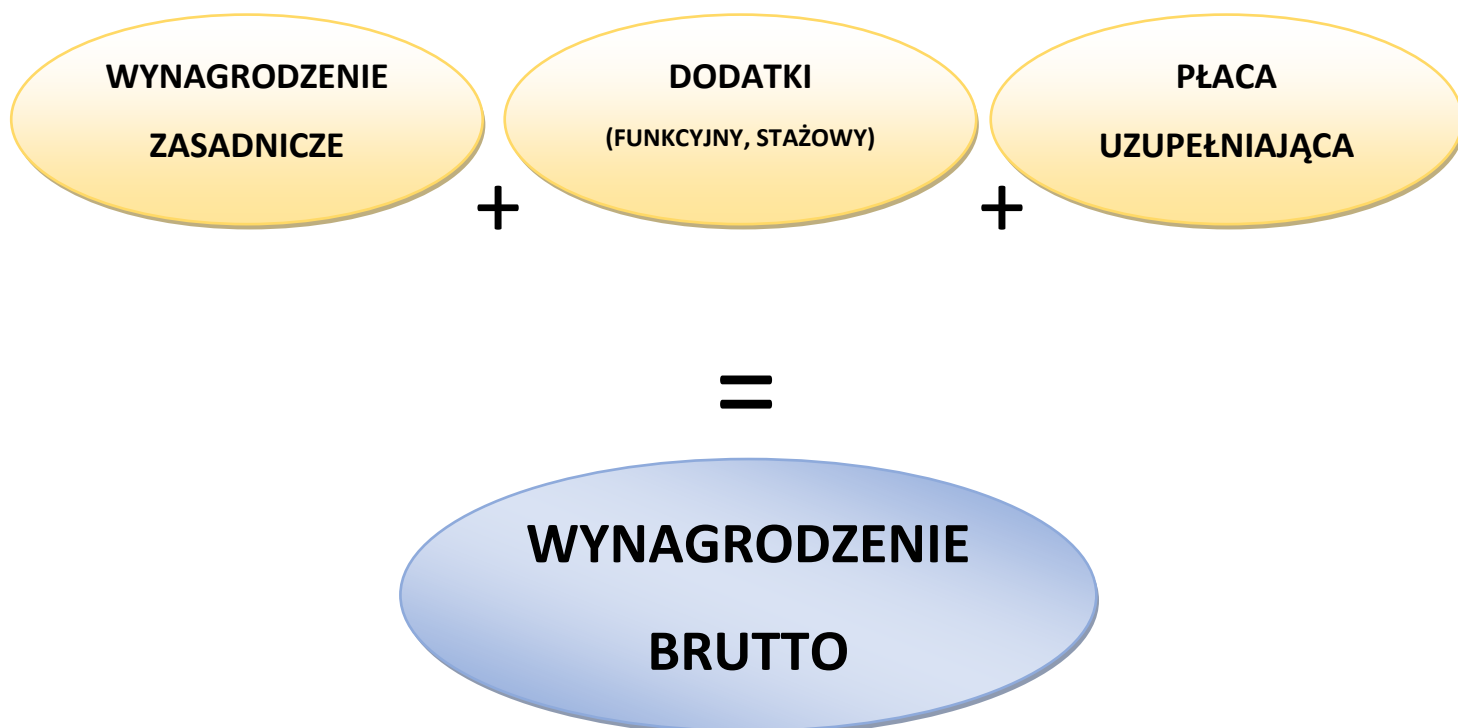 WYNAGRODZENIE
ZASADNICZE
+
DODATKI
(FUNKCYJNY, STAŻOWY)
+
PŁACA
UZUPEŁNIAJĄCA
=
WYNAGRODZENIE
BRUTTO